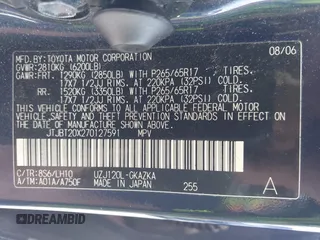 MFD.BY:TOYOTA MOTOR CORPORATION 08/06
GVWR:2810KG (6200LB)
GAWR:FRT. 1290KG (2850LB) WITH P265/65R17 TIRES,
17X7 1/2JJ RIMS, AT 220KPA (32PSI) COLD.
RR. 1520KG (3350LB) WITH P265/65R17 TIRES,
17X7 1/2JJ RIMS, AT 220KPA (32PSI) COLD.
THIS VEHICLE CONFORMS TO ALL APPLICABLE FEDERAL MOTOR
VEHICLE SAFETY STANDARDS IN EFFECT ON THE DATE OF
MANUFACTURE SHOWN ABOVE.
JTJBT20X270127591 MPV
C/TR:8S6/LH10 UZJ120L-GKAZKA
A/TM:A01A/A750F MADE IN JAPAN 255 A
DREAMBID